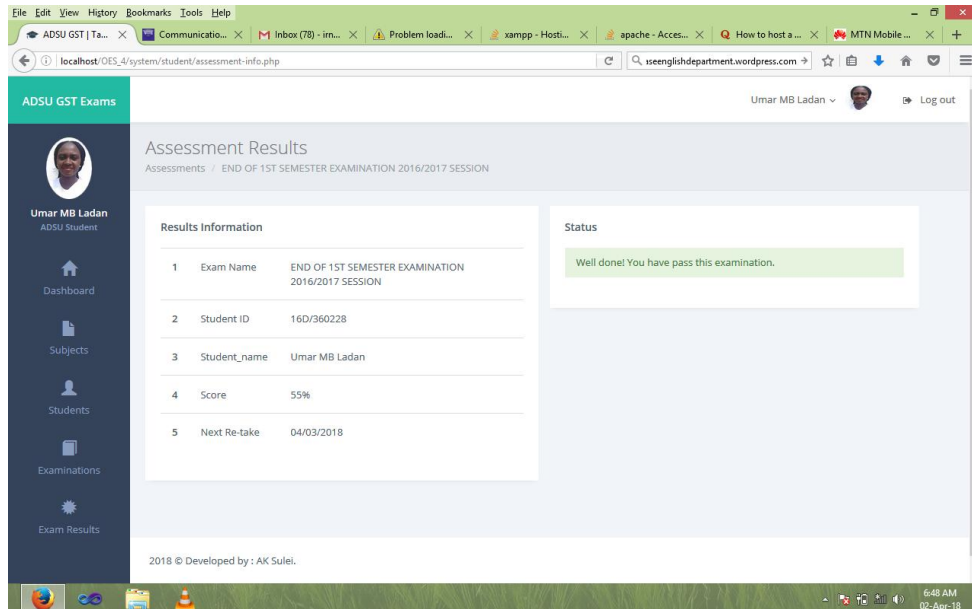 File Edit View History Bookmarks Tools Help
ADSU GST | Ta... Communicatio... Inbox (78) - irn... Problem loadi... xampp - Hosti... apache - Acces... How to host a ... MTN Mobile ...
localhost/OES_4/system/student/assessment-info.php iseenglishdepartment.wordpress.com
ADSU GST Exams
Umar MB Ladan Log out
Assessment Results
Assessments / END OF 1ST SEMESTER EXAMINATION 2016/2017 SESSION
Umar MB Ladan
ADSU Student
Dashboard
Subjects
Students
Examinations
Exam Results
Results Information
1 Exam Name END OF 1ST SEMESTER EXAMINATION
2016/2017 SESSION
2 Student ID 16D/360228
3 Student_name Umar MB Ladan
4 Score 55%
5 Next Re-take 04/03/2018
Status
Well done! You have pass this examination.
2018 © Developed by : AK Sulei.
6:48 AM
02-Apr-18